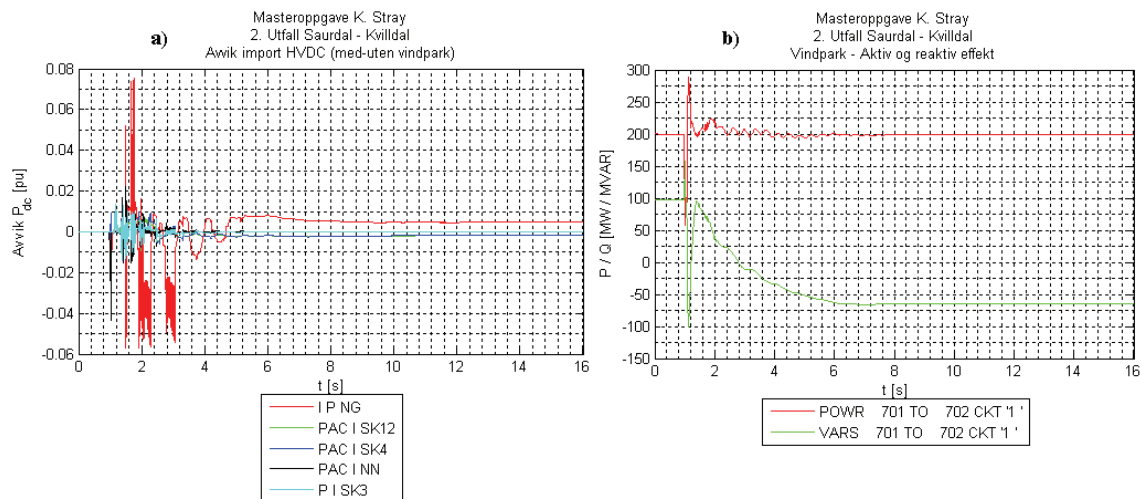 a)
Masteroppgave K. Stray
2. Utfall Saurdal - Kvilldal
Awik import HVDC (med-uten vindpark)
0.08
0.06
0.04
0.02
0
-0.02
-0.04
-0.06
Awik P_dc [pu]
0 2 4 6 8 10 12 14 16
t [s]
I P NG
PAC I SK12
PAC I SK4
PAC I NN
P I SK3
b)
Masteroppgave K. Stray
2. Utfall Saurdal - Kvilldal
Vindpark - Aktiv og reaktiv effekt
300
250
200
150
100
50
0
-50
-100
-150
P / Q [MW / MVAR]
0 2 4 6 8 10 12 14 16
t [s]
POWR 701 TO 702 CKT '1 '
VARS 701 TO 702 CKT '1 '